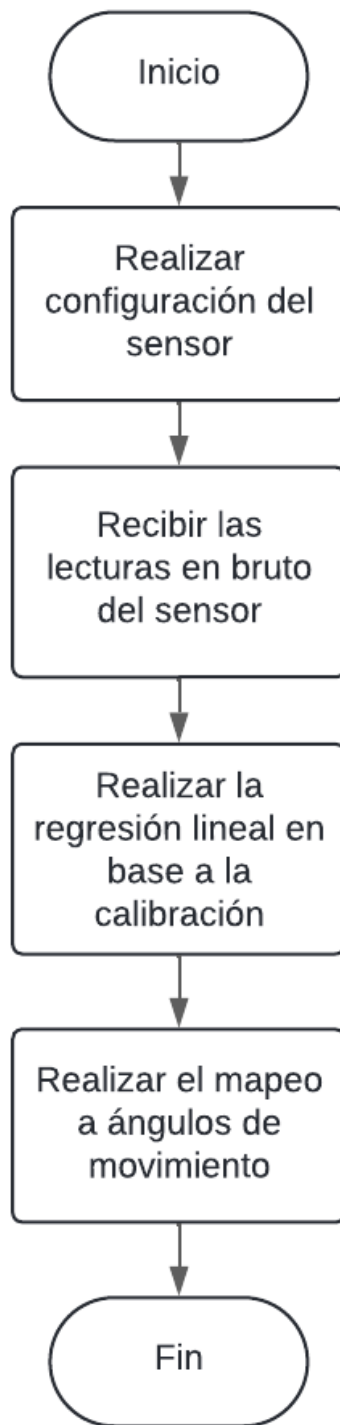 Inicio
Realizar
configuración del
sensor
Recibir las
lecturas en bruto
del sensor
Realizar la
regresión lineal en
base a la
calibración
Realizar el mapeo
a ángulos de
movimiento
Fin